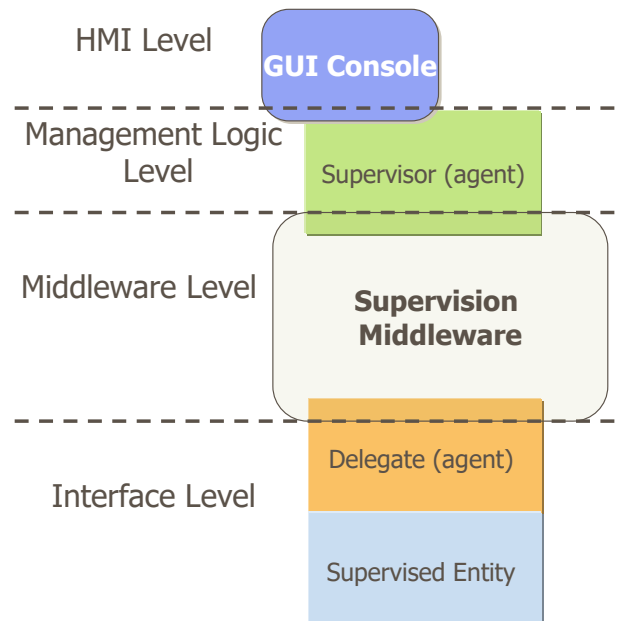 HMI Level
GUI Console
Management Logic
Level
Supervisor (agent)
Middleware Level
Supervision
Middleware
Delegate (agent)
Interface Level
Supervised Entity